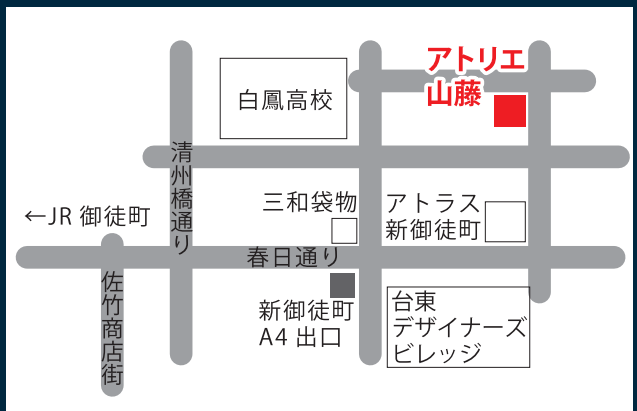 アトリエ
山藤
白鳳高校
清州橋通り
三和袋物
アトラス
新御徒町
←JR 御徒町
春日通り
佐竹商店街
新御徒町
A4 出口
台東
デザイナーズ
ビレッジ